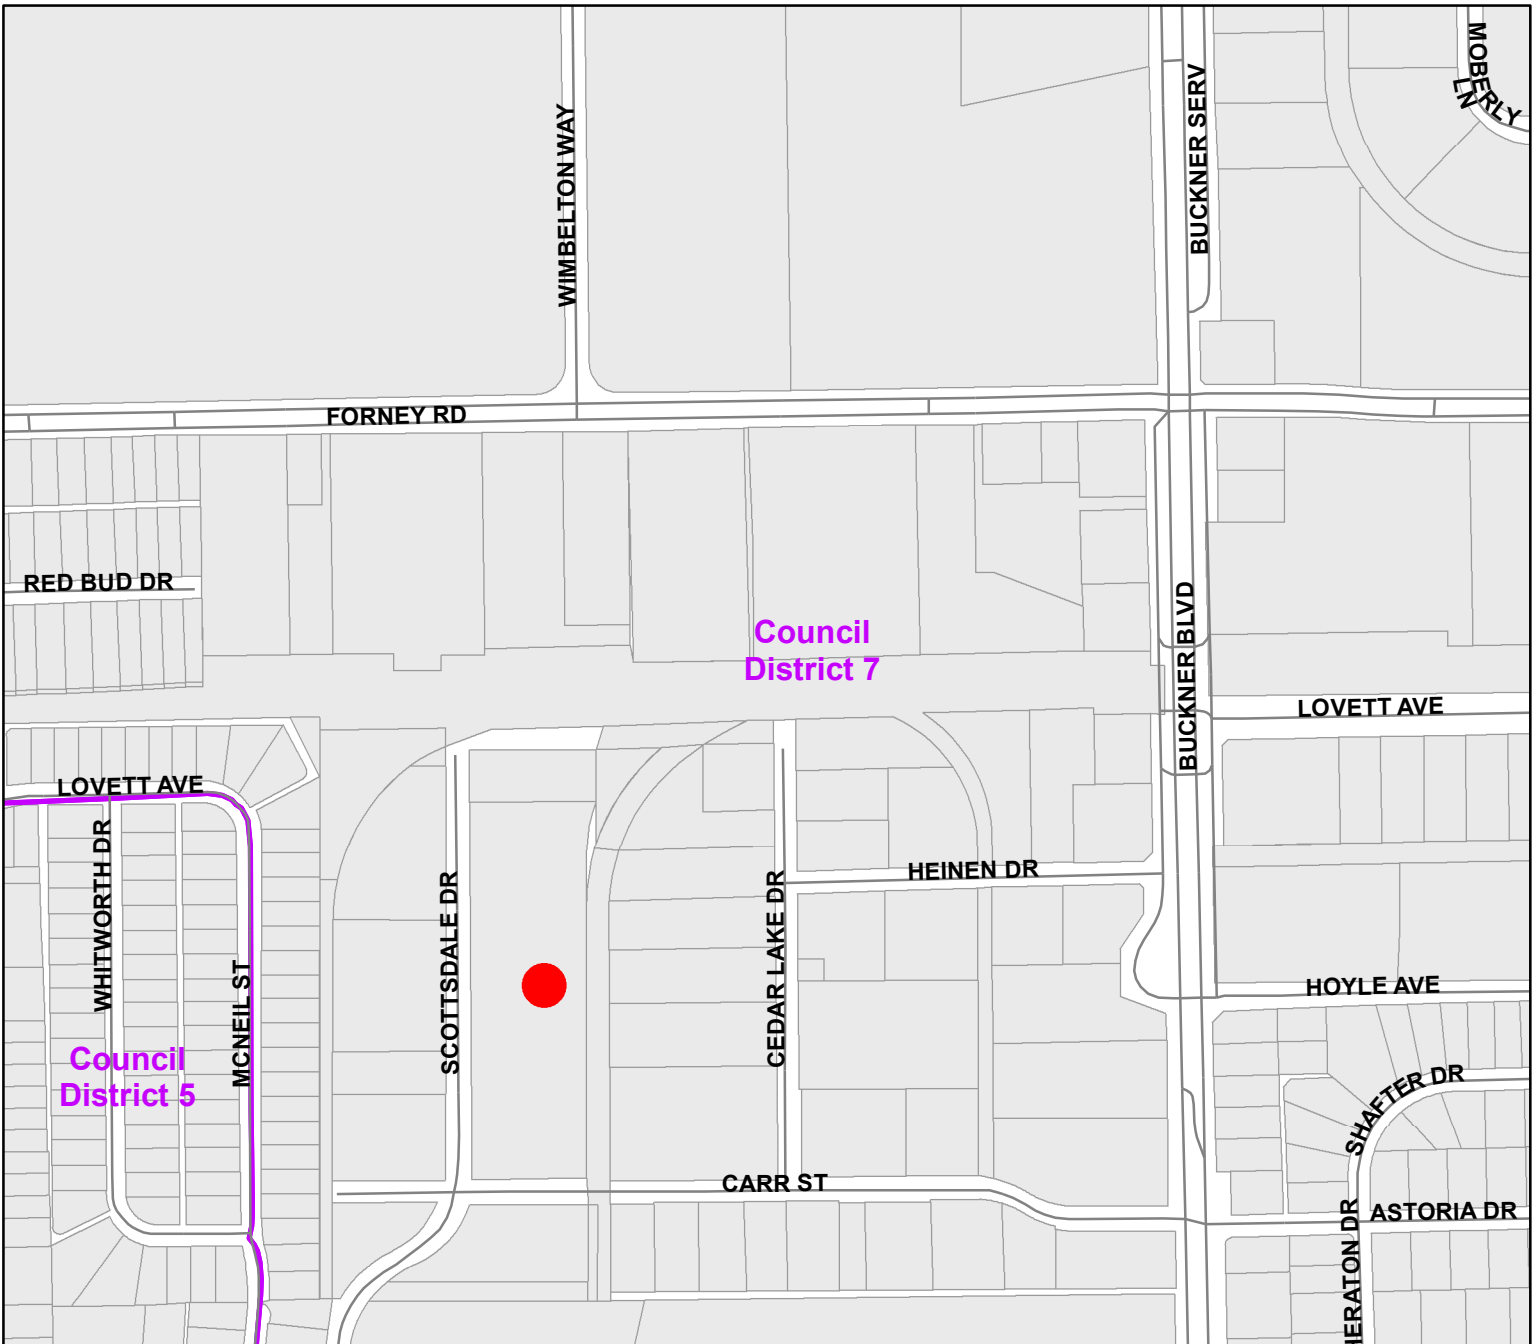 MOBERLY
LN
BUCKNER SERV
WIMBELTON WAY
FORNEY RD
RED BUD DR
BUCKNER BLVD
Council
District 7
LOVETT AVE
LOVETT AVE
WHITWORTH DR
HEINEN DR
SCOTTSDALE DR
CEDAR LAKE DR
MCNEIL ST
HOYLE AVE
Council
District 5
SHAFTER DR
CARR ST
ASTORIA DR
HERATON DR